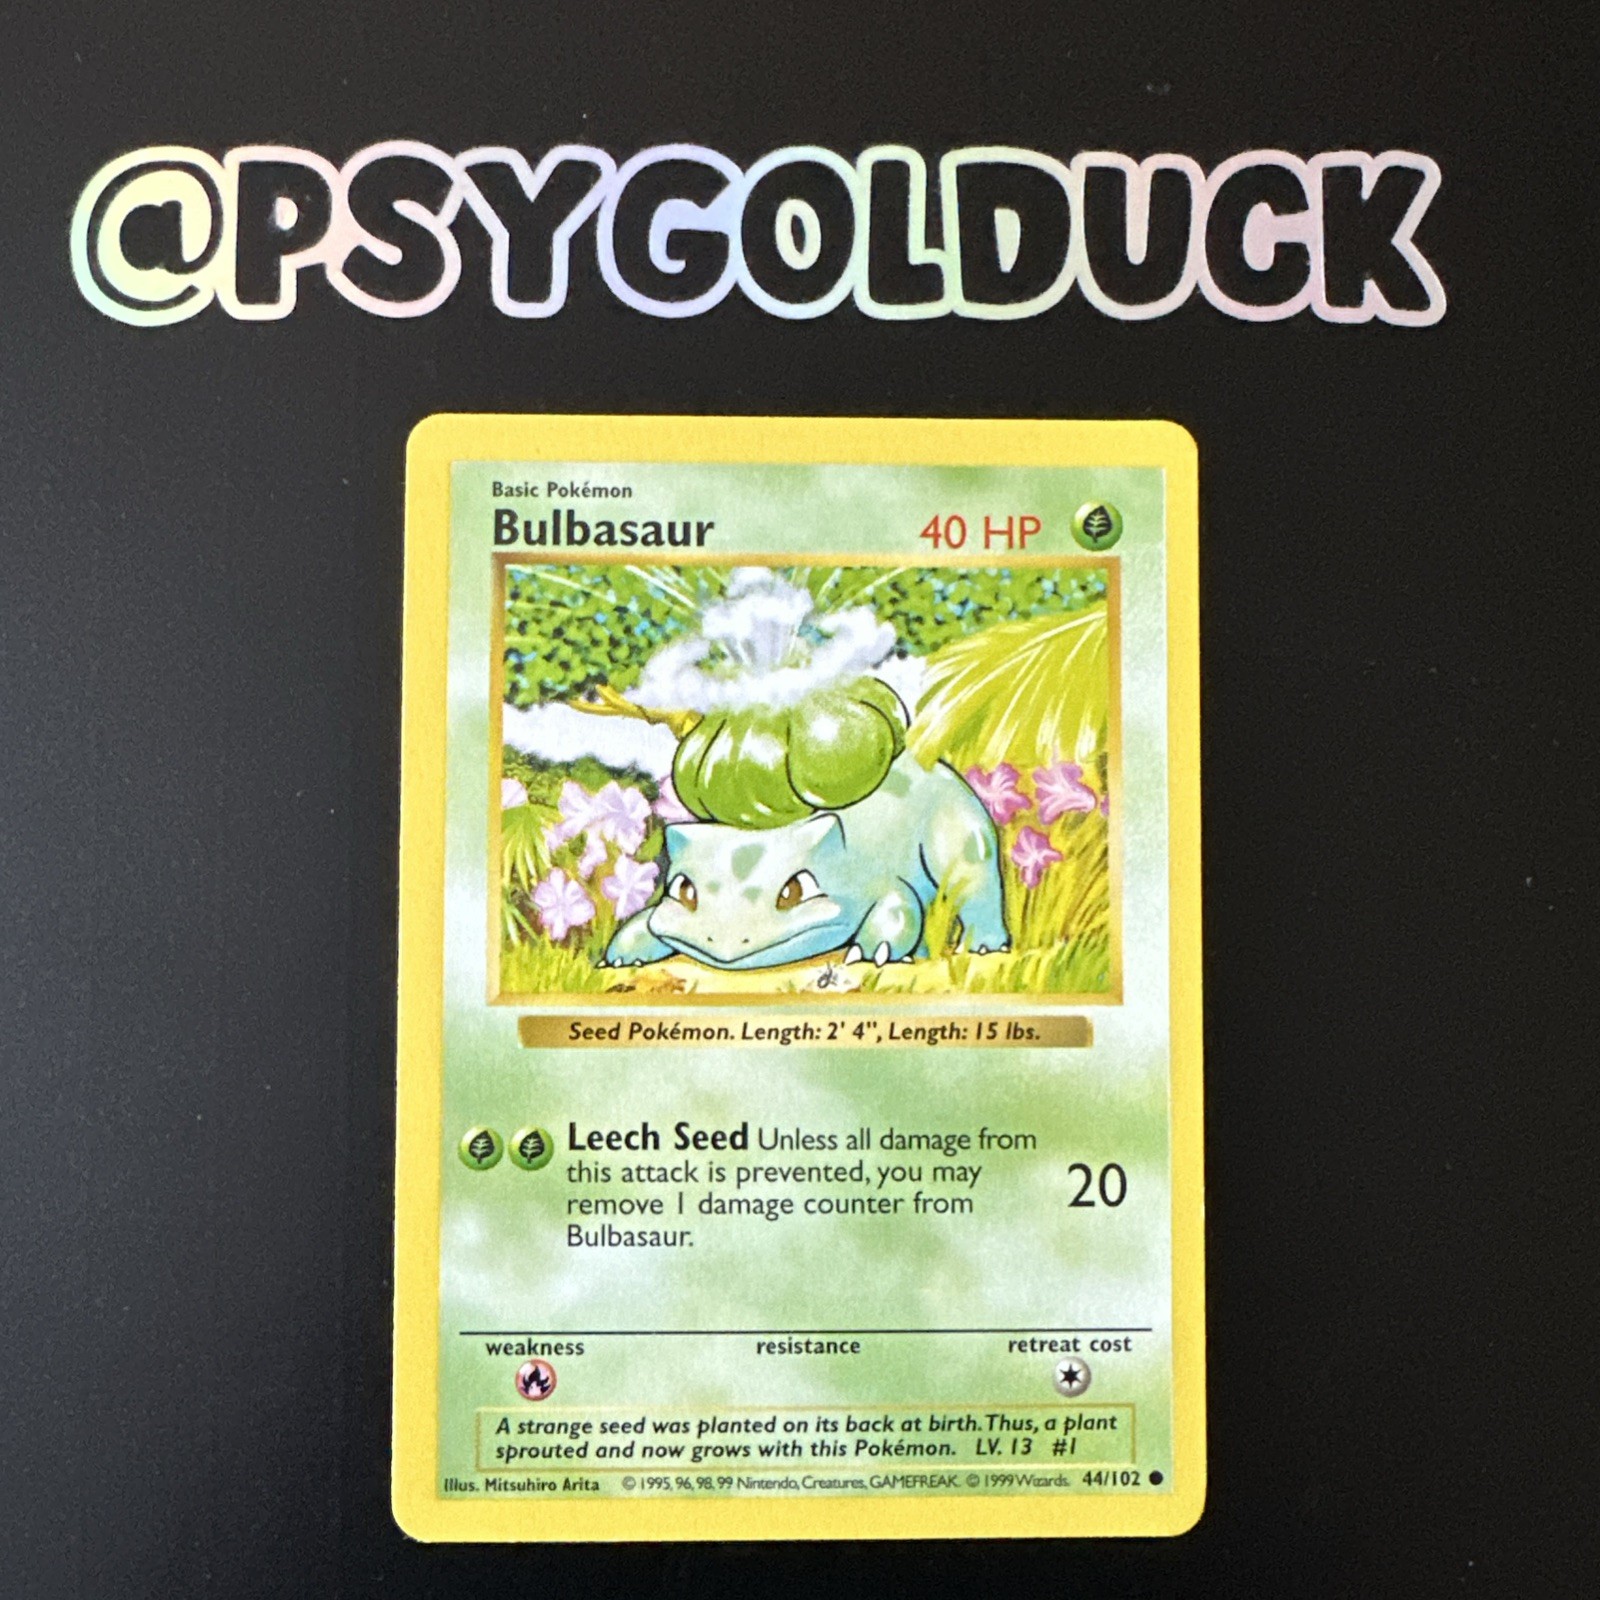 @PSYGOLDUCK
Basic Pokémon
Bulbasaur 40 HP
Seed Pokémon. Length: 2' 4", Length: 15 lbs.
Leech Seed Unless all damage from
this attack is prevented, you may
remove 1 damage counter from
Bulbasaur.
20
weakness resistance retreat cost
A strange seed was planted on its back at birth. Thus, a plant
sprouted and now grows with this Pokémon. LV. 13 #1
Illus. Mitsuhiro Arita © 1995, 96, 98, 99 Nintendo, Creatures, GAMEFREAK. © 1999 Wizards. 44/102